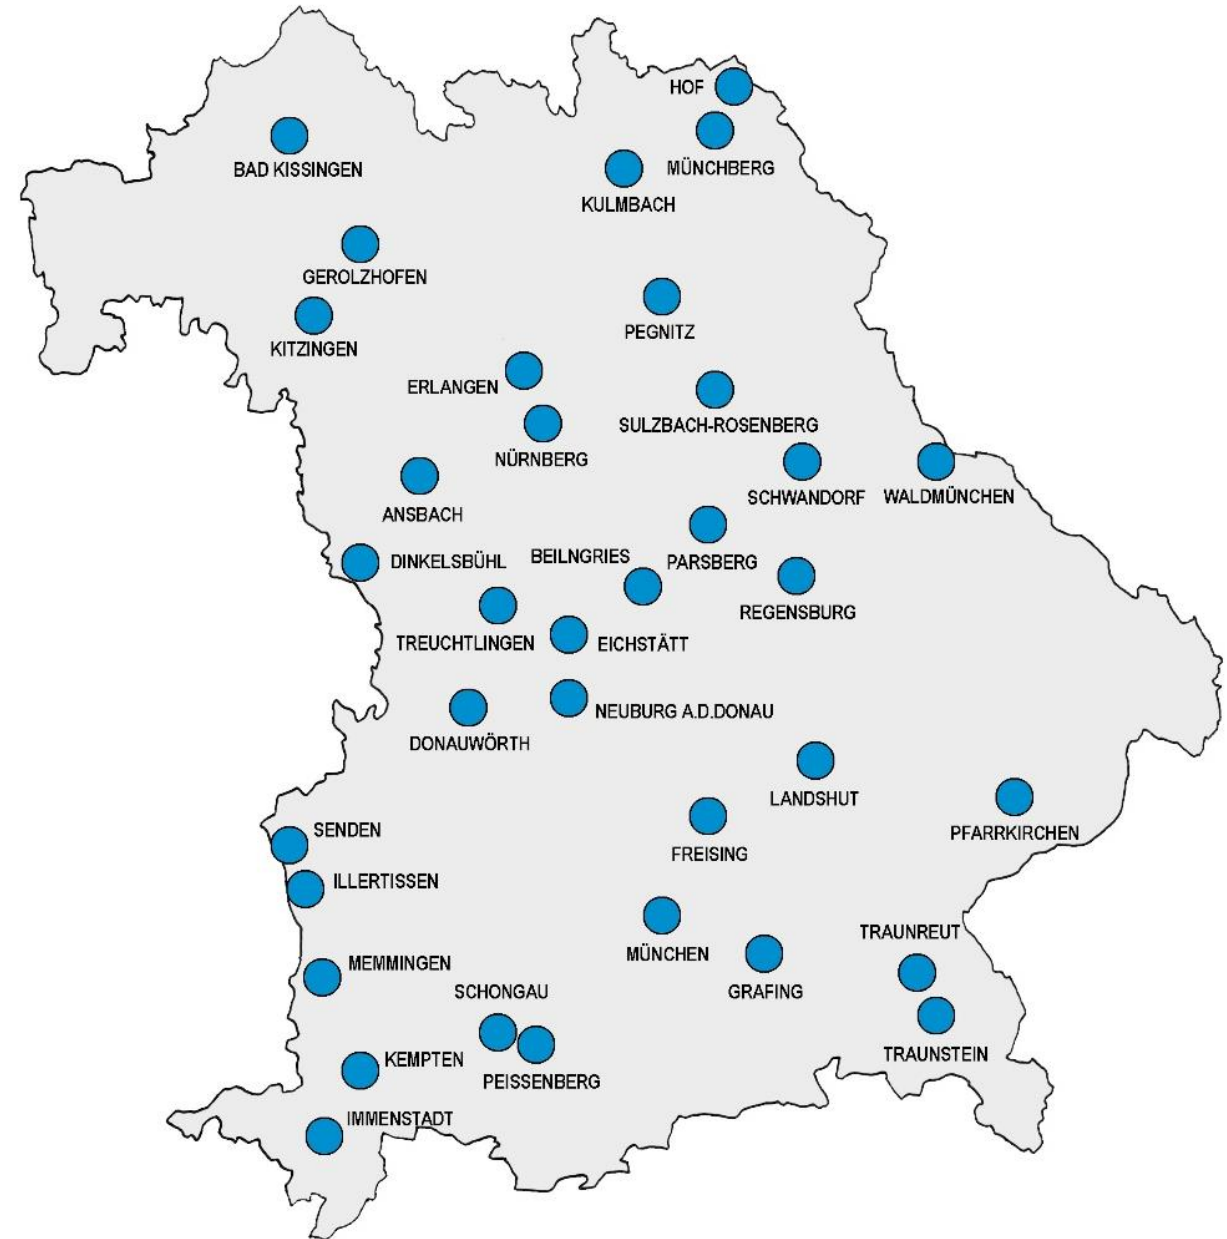 HOF
MÜNCHBERG
BAD KISSINGEN
KULMBACH
GEROLZHOFEN
PEGNITZ
KITZINGEN
ERLANGEN
SULZBACH-ROSENBERG
NÜRNBERG
SCHWANDORF
WALDMÜNCHEN
ANSBACH
BEILNGRIES
DINKELSBÜHL
PARSBERG
REGENSBURG
TREUCHTLINGEN
EICHSTÄTT
NEUBURG A.D.DONAU
DONAUWÖRTH
LANDSHUT
SENDEN
PFARRKIRCHEN
FREISING
ILLERTISSEN
TRAUNREUT
MÜNCHEN
MEMMINGEN
SCHONGAU
GRAFING
TRAUNSTEIN
KEMPTEN
PEISSENBERG
IMMENSTADT